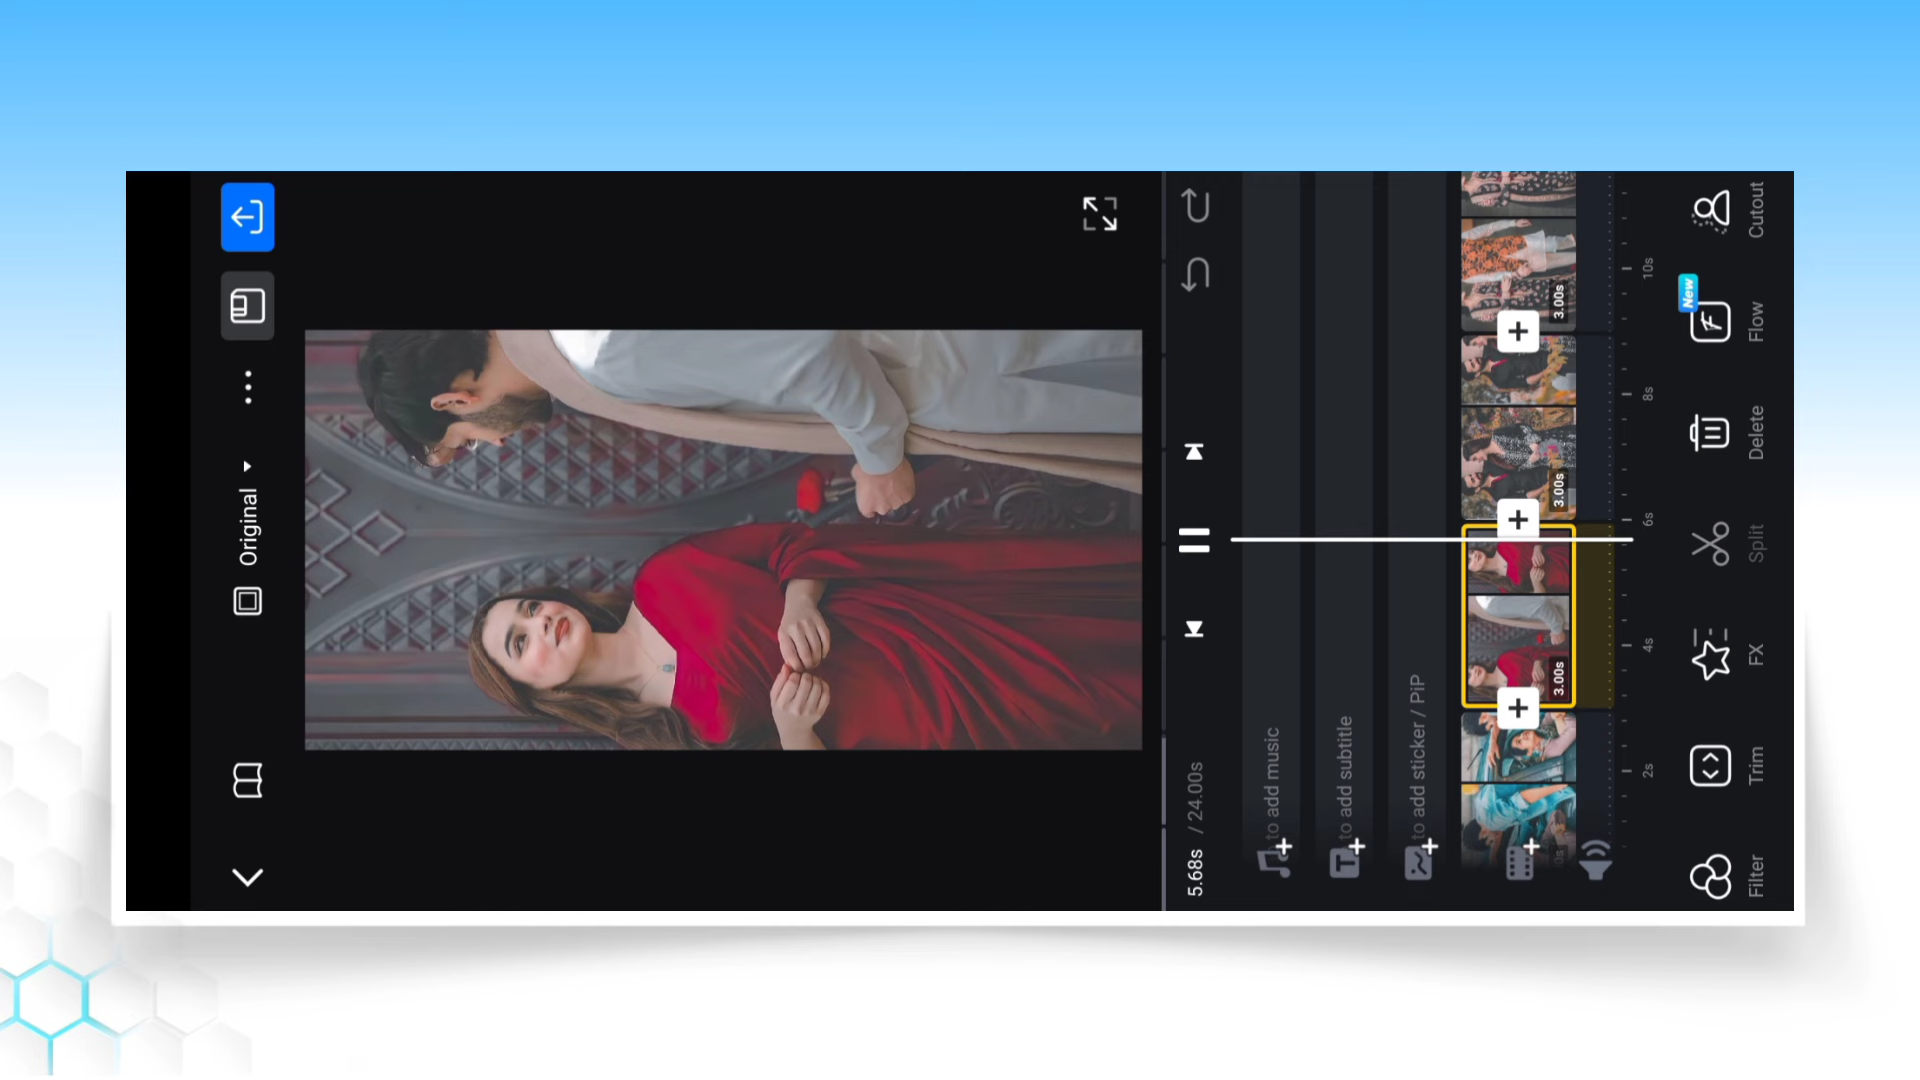 Original
5.68s / 24.00s
to add music
to add subtitle
to add sticker / PiP
3.00s
3.00s
3.00s
2s
4s
6s
8s
10s
New
Filter
Trim
FX
Split
Delete
Flow
Cutout